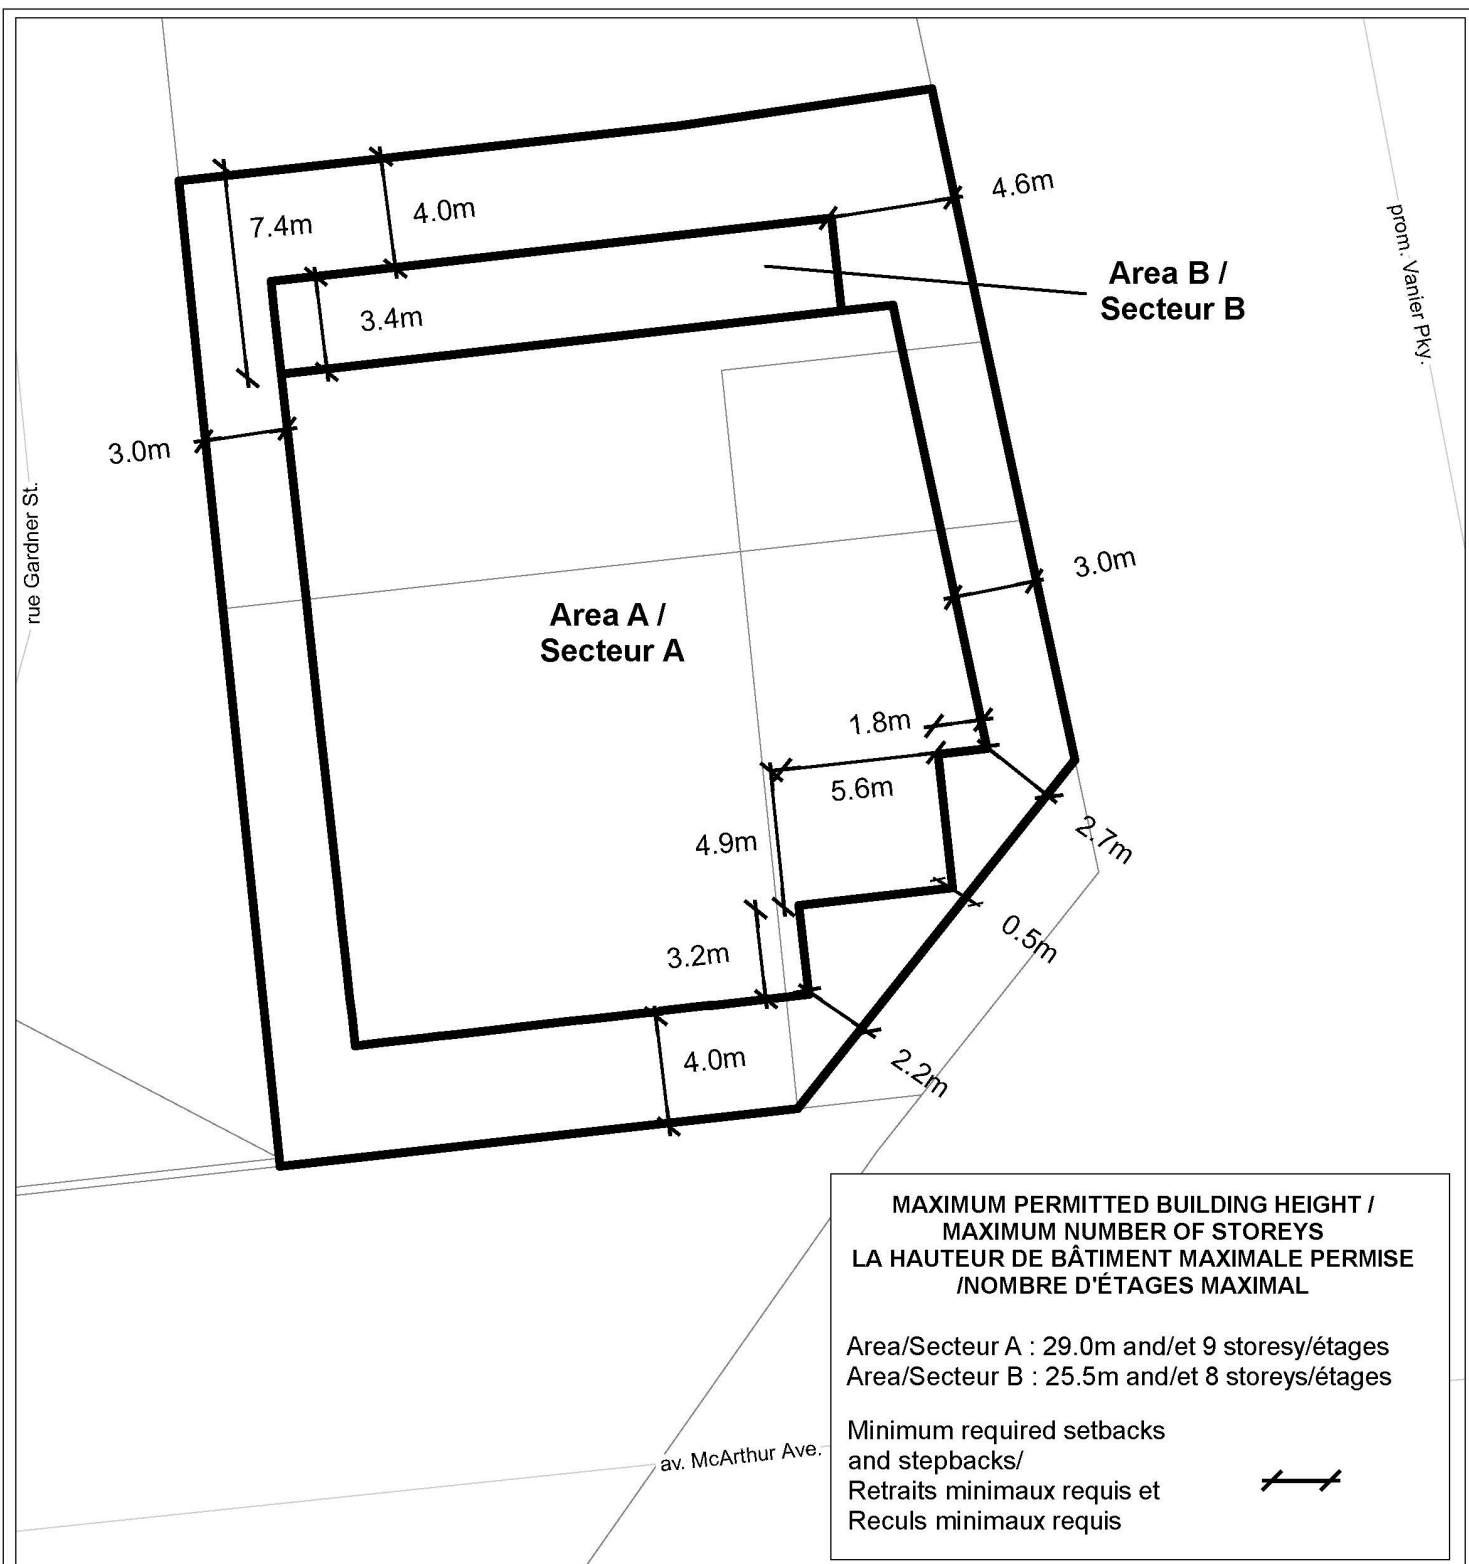 4.6m
7.4m
4.0m
Area B /
Secteur B
prom. Vanier Pky.
3.4m
3.0m
rue Gardner St.
3.0m
Area A /
Secteur A
1.8m
5.6m
4.9m
2.7m
0.5m
3.2m
4.0m
2.2m
MAXIMUM PERMITTED BUILDING HEIGHT /
MAXIMUM NUMBER OF STOREYS
LA HAUTEUR DE BÂTIMENT MAXIMALE PERMISE
/NOMBRE D'ÉTAGES MAXIMAL
Area/Secteur A : 29.0m and/et 9 storesy/étages
Area/Secteur B : 25.5m and/et 8 storeys/étages
Minimum required setbacks
and stepbacks/
Retraits minimaux requis et
Reculs minimaux requis
av. McArthur Ave.